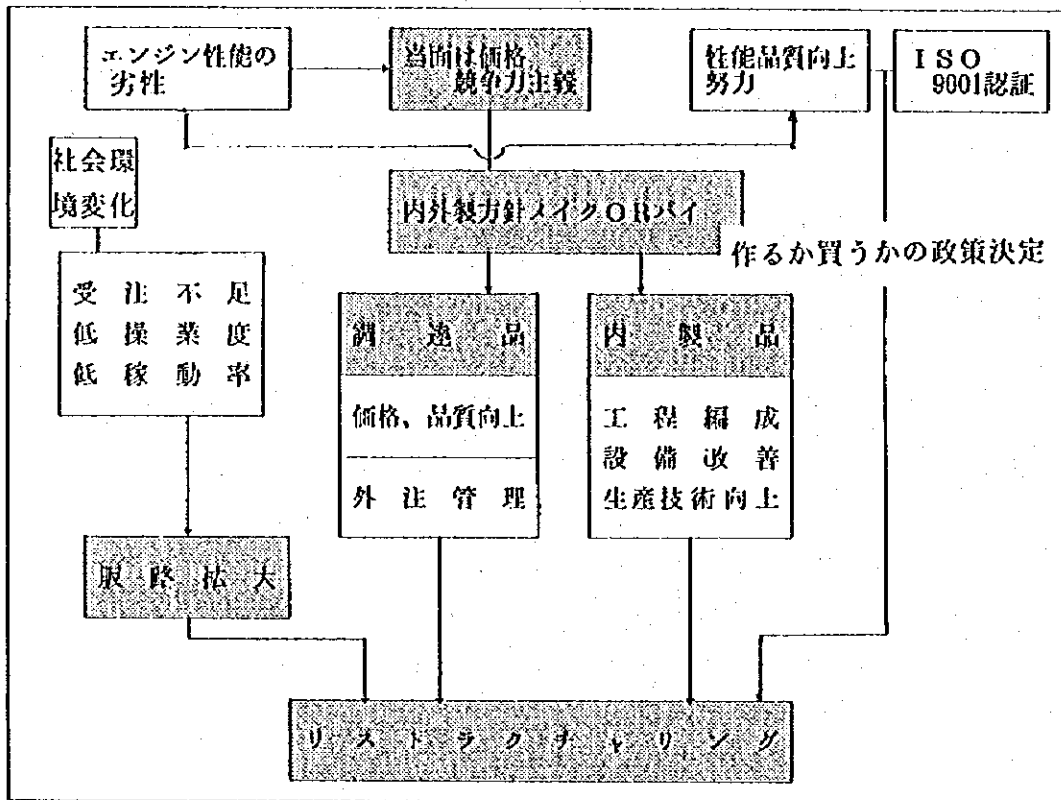 エンジン性能の
劣性
当面は価格、
競争力主義
性能品質向上
努力
ISO
9001認証
社会環
境変化
内外製方針メイクORバイ
作るか買うかの政策決定
受注不足
低操業度
低稼動率
調達品
価格、品質向上
外注管理
内製品
工程編成
設備改善
生産技術向上
販路拡大
リストラクチャリング